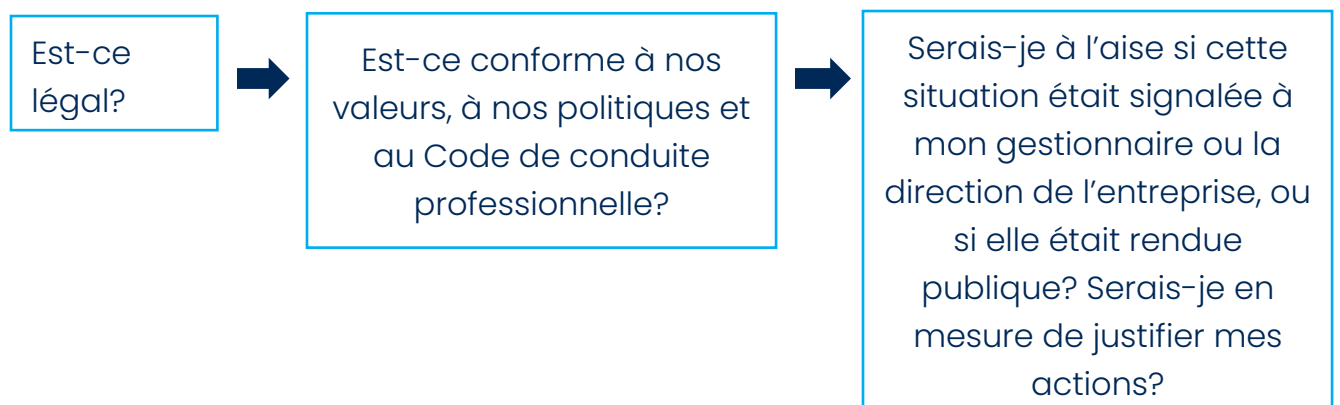 Est-ce
légal?
Est-ce conforme à nos
valeurs, à nos politiques et
au Code de conduite
professionnelle?
Serais-je à l’aise si cette
situation était signalée à
mon gestionnaire ou la
direction de l’entreprise, ou
si elle était rendue
publique? Serais-je en
mesure de justifier mes
actions?